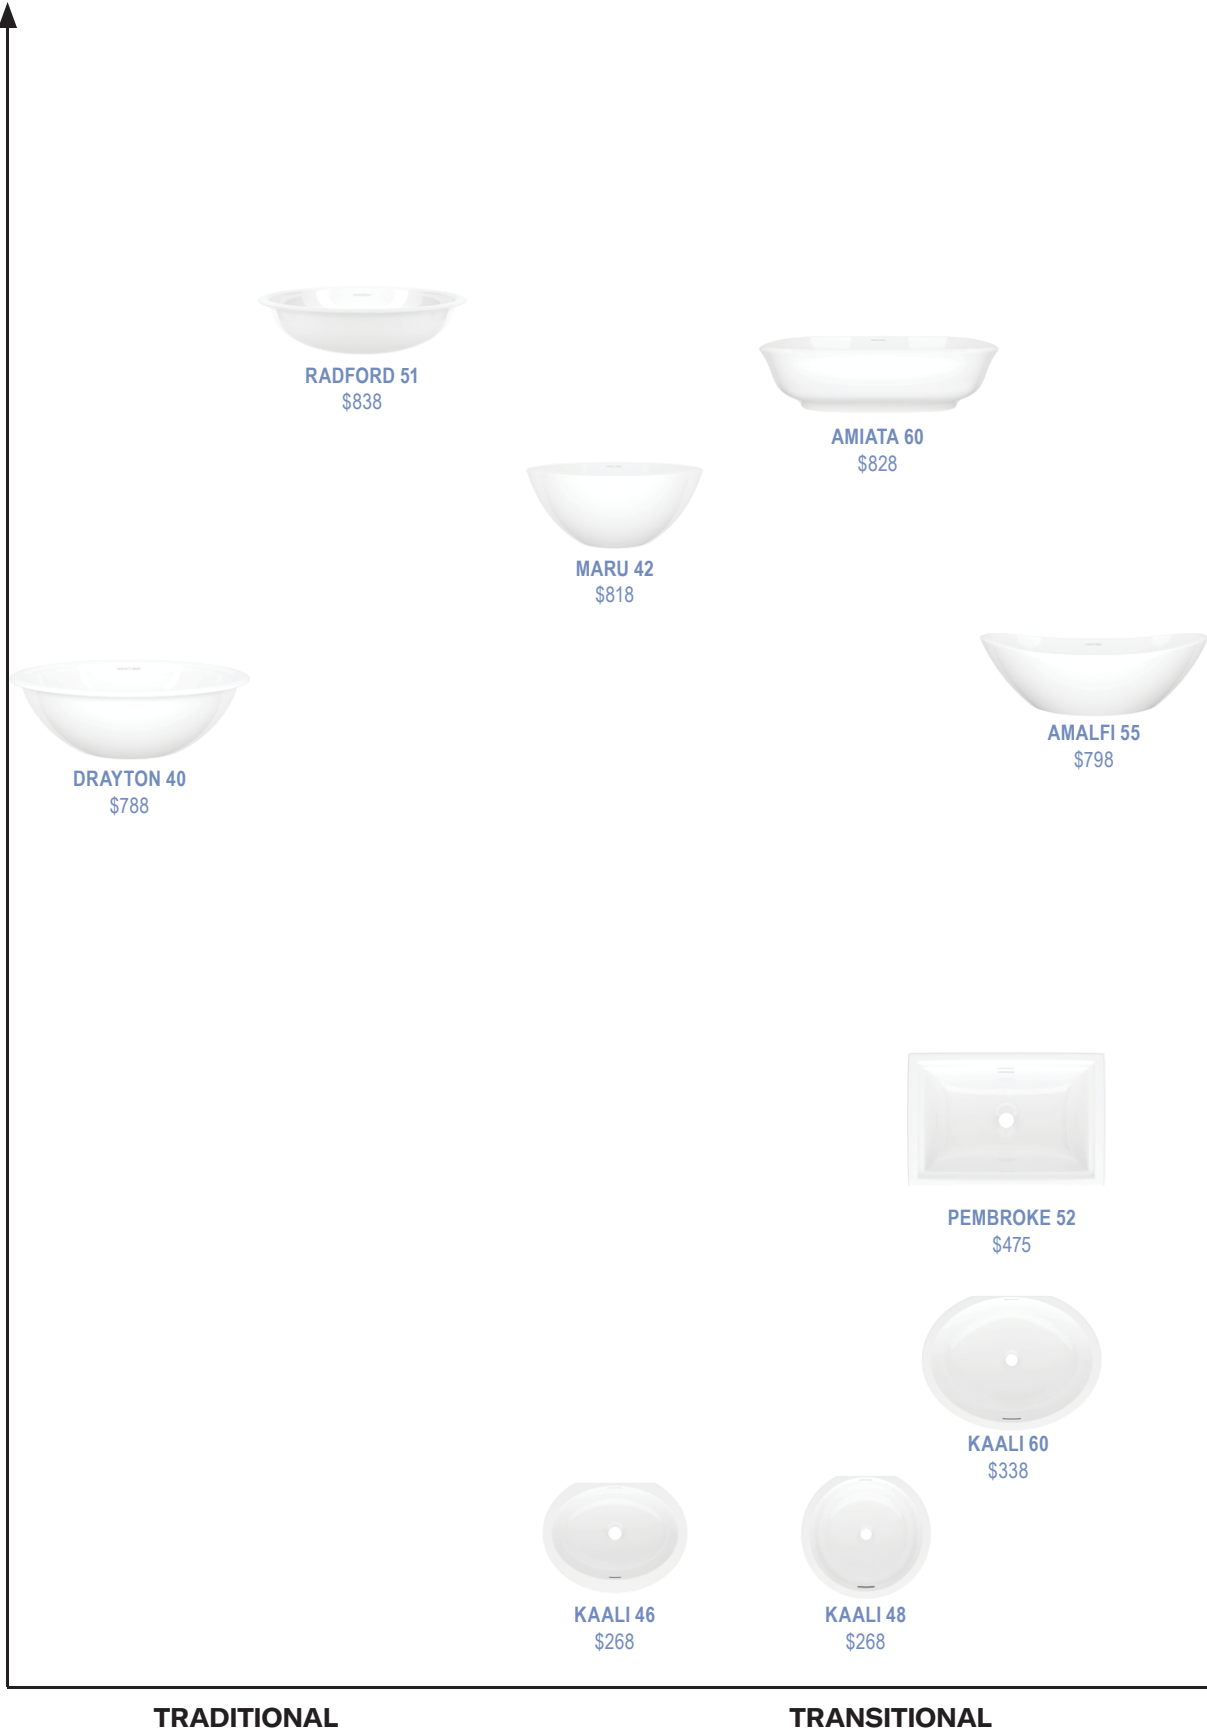 RADFORD 51
$838
AMIATA 60
$828
MARU 42
$818
AMALFI 55
$798
DRAYTON 40
$788
PEMBROKE 52
$475
KAALI 60
$338
KAALI 46
$268
KAALI 48
$268
TRADITIONAL
TRANSITIONAL